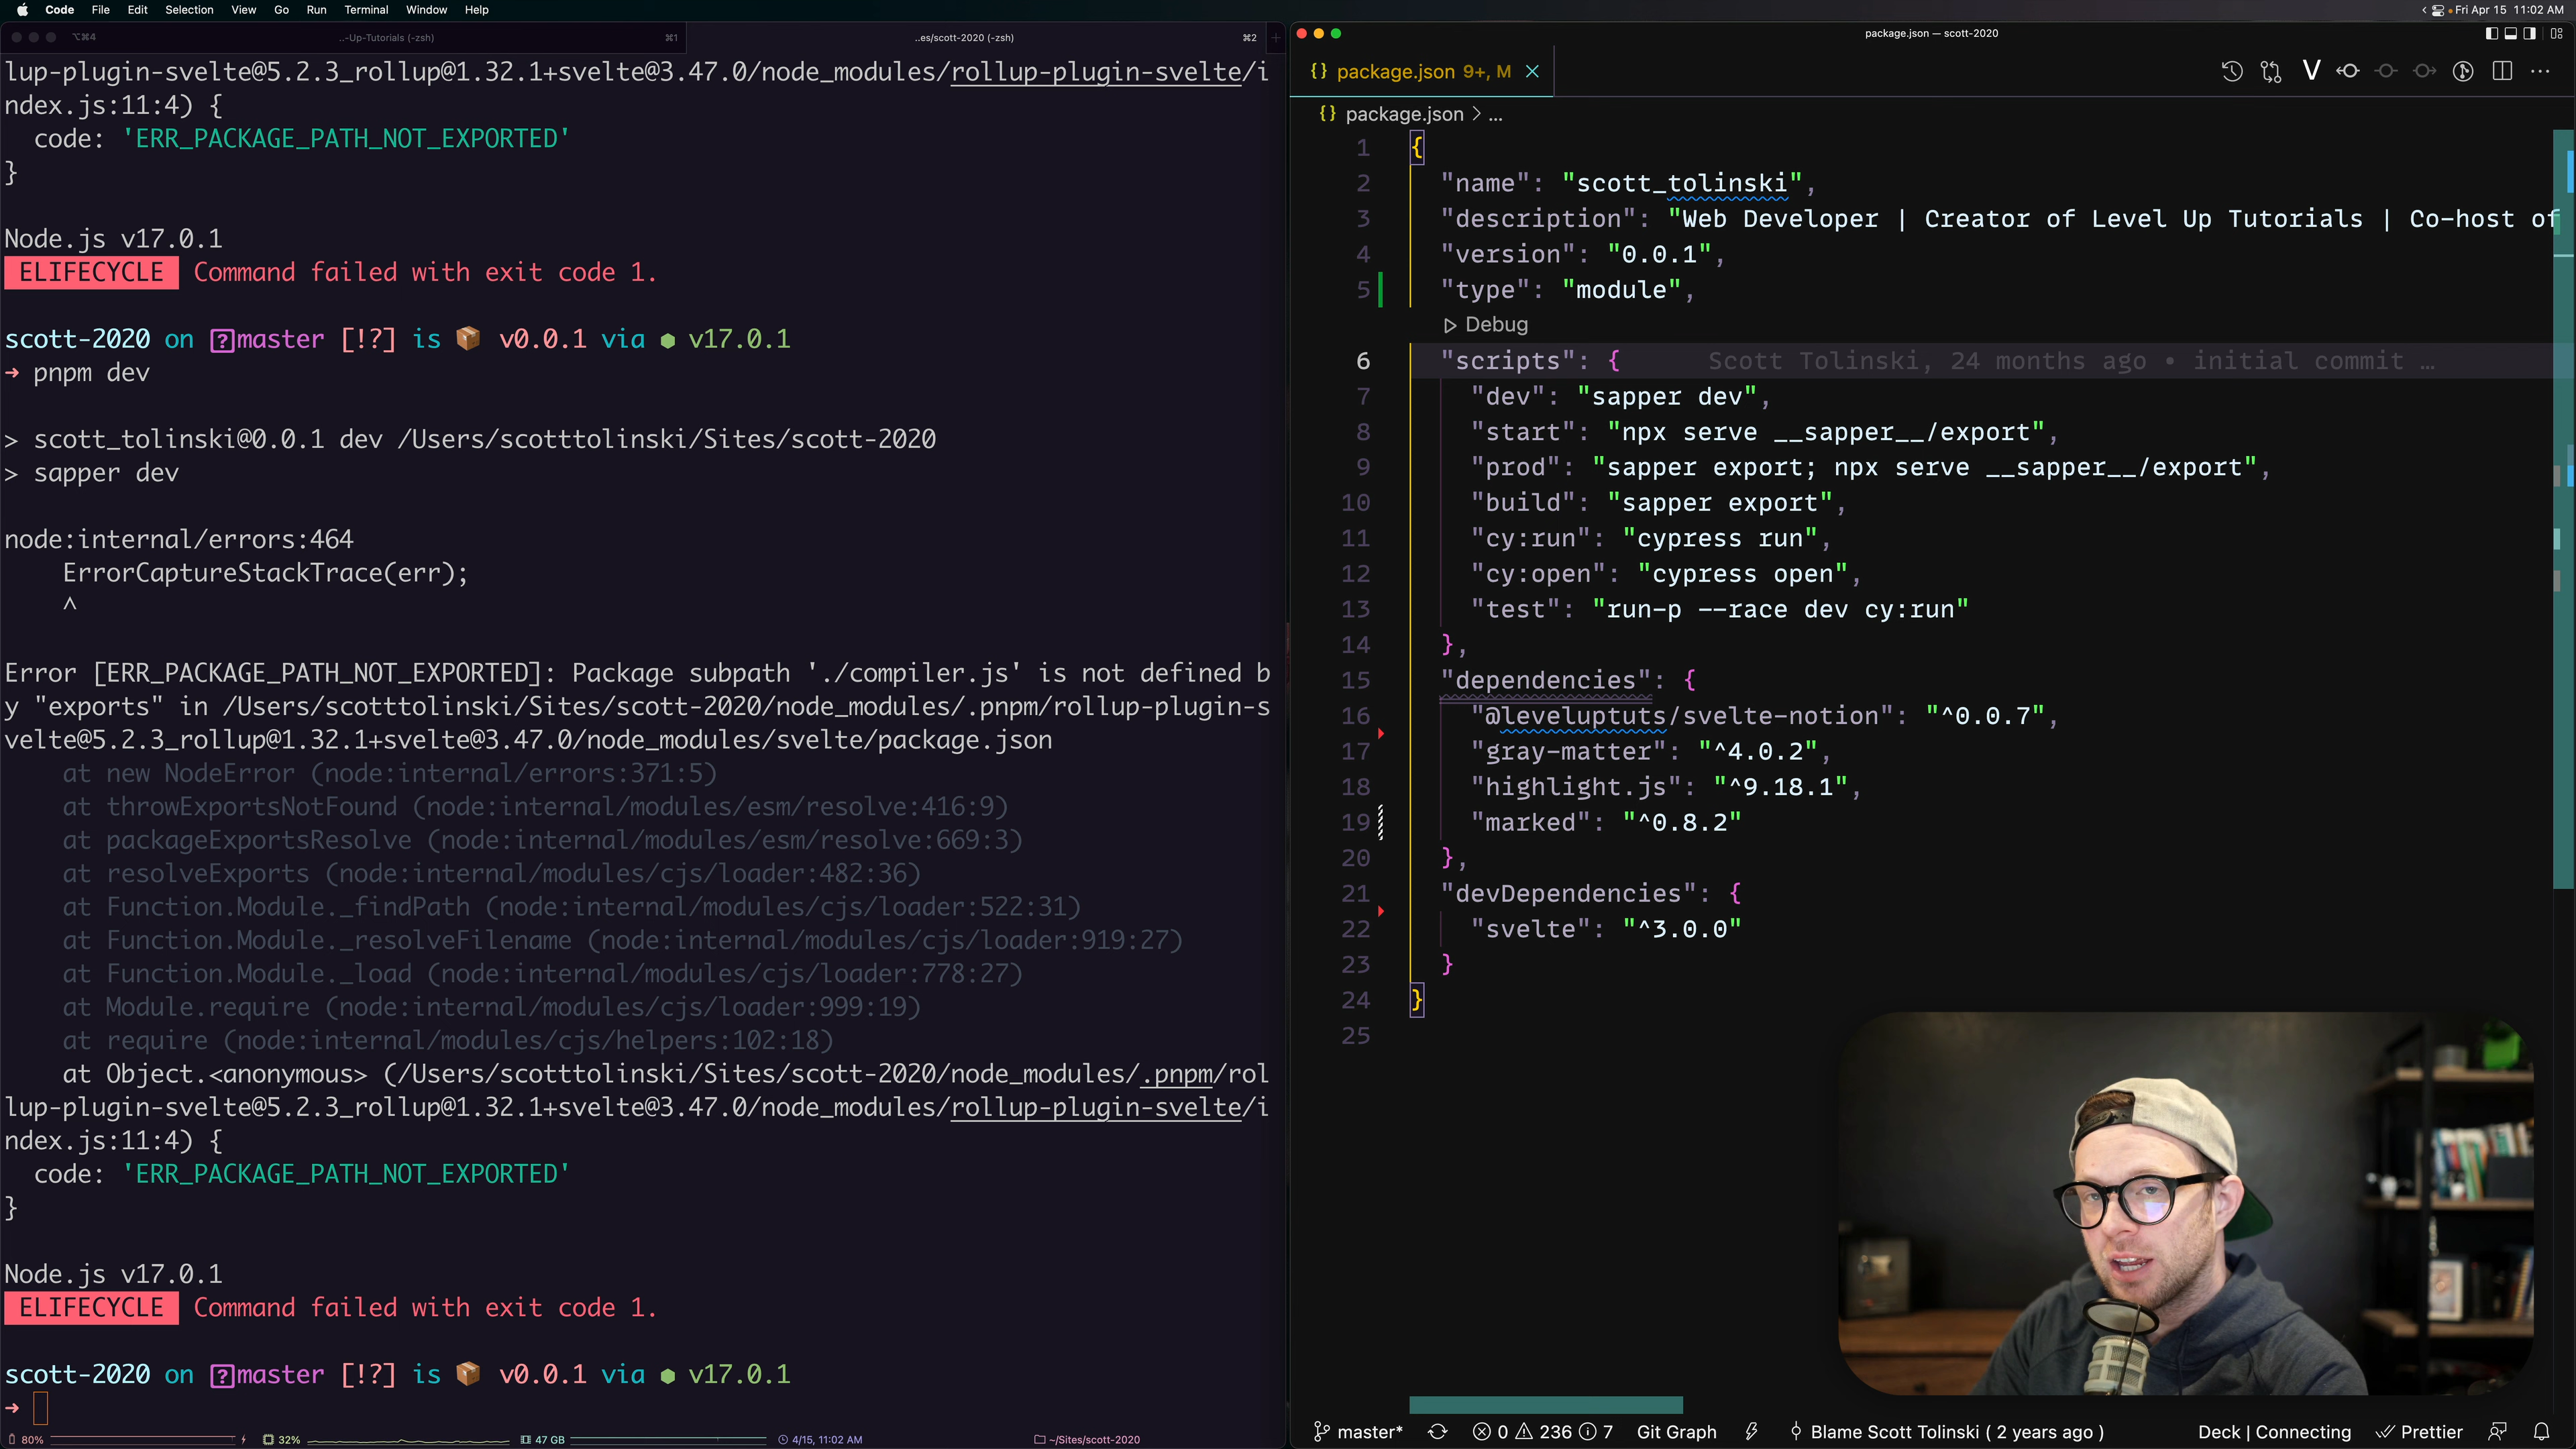 Code File Edit Selection View Go Run Terminal Window Help
Fri Apr 15 11:02 AM
⌥⌘4 ..-Up-Tutorials (-zsh) ⌘1 ..es/scott-2020 (-zsh) ⌘2
lup-plugin-svelte@5.2.3_rollup@1.32.1+svelte@3.47.0/node_modules/rollup-plugin-svelte/i
ndex.js:11:4) {
code: 'ERR_PACKAGE_PATH_NOT_EXPORTED'
}
Node.js v17.0.1
ELIFECYCLE Command failed with exit code 1.
scott-2020 on master [!?] is 📦 v0.0.1 via ⬢ v17.0.1
→ pnpm dev
> scott_tolinski@0.0.1 dev /Users/scotttolinski/Sites/scott-2020
> sapper dev
node:internal/errors:464
ErrorCaptureStackTrace(err);
^
Error [ERR_PACKAGE_PATH_NOT_EXPORTED]: Package subpath './compiler.js' is not defined b
y "exports" in /Users/scotttolinski/Sites/scott-2020/node_modules/.pnpm/rollup-plugin-s
velte@5.2.3_rollup@1.32.1+svelte@3.47.0/node_modules/svelte/package.json
at new NodeError (node:internal/errors:371:5)
at throwExportsNotFound (node:internal/modules/esm/resolve:416:9)
at packageExportsResolve (node:internal/modules/esm/resolve:669:3)
at resolveExports (node:internal/modules/cjs/loader:482:36)
at Function.Module._findPath (node:internal/modules/cjs/loader:522:31)
at Function.Module._resolveFilename (node:internal/modules/cjs/loader:919:27)
at Function.Module._load (node:internal/modules/cjs/loader:778:27)
at Module.require (node:internal/modules/cjs/loader:999:19)
at require (node:internal/modules/cjs/helpers:102:18)
at Object.<anonymous> (/Users/scotttolinski/Sites/scott-2020/node_modules/.pnpm/rol
lup-plugin-svelte@5.2.3_rollup@1.32.1+svelte@3.47.0/node_modules/rollup-plugin-svelte/i
ndex.js:11:4) {
code: 'ERR_PACKAGE_PATH_NOT_EXPORTED'
}
Node.js v17.0.1
ELIFECYCLE Command failed with exit code 1.
scott-2020 on master [!?] is 📦 v0.0.1 via ⬢ v17.0.1
→
80% 32% 47 GB 4/15, 11:02 AM ~/Sites/scott-2020
package.json — scott-2020
{} package.json 9+, M
{} package.json > ...
1 {
2 "name": "scott_tolinski",
3 "description": "Web Developer | Creator of Level Up Tutorials | Co-host of
4 "version": "0.0.1",
5 "type": "module",
Debug
6 "scripts": { Scott Tolinski, 24 months ago • initial commit …
7 "dev": "sapper dev",
8 "start": "npx serve __sapper__/export",
9 "prod": "sapper export; npx serve __sapper__/export",
10 "build": "sapper export",
11 "cy:run": "cypress run",
12 "cy:open": "cypress open",
13 "test": "run-p --race dev cy:run"
14 },
15 "dependencies": {
16 "@leveluptuts/svelte-notion": "^0.0.7",
17 "gray-matter": "^4.0.2",
18 "highlight.js": "^9.18.1",
19 "marked": "^0.8.2"
20 },
21 "devDependencies": {
22 "svelte": "^3.0.0"
23 }
24 }
25
master* 0 236 7 Git Graph Blame Scott Tolinski ( 2 years ago ) Deck | Connecting Prettier